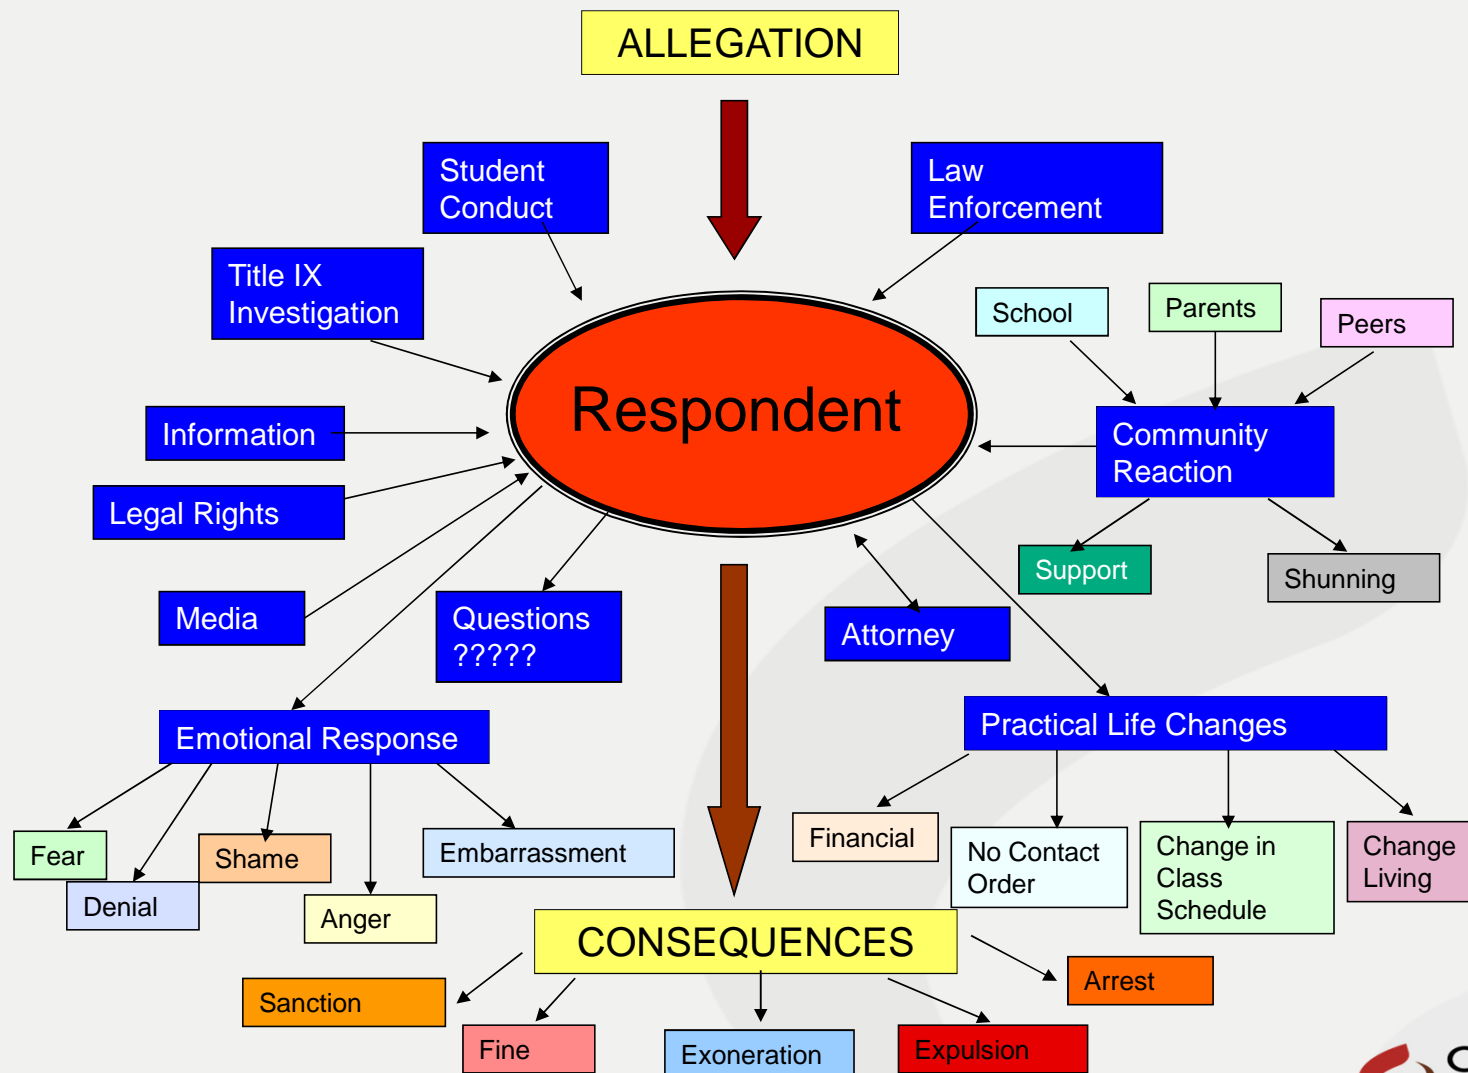 ALLEGATION
Student
Conduct
Law
Enforcement
Title IX
Investigation
School
Parents
Peers
Respondent
Information
Community
Reaction
Legal Rights
Support
Shunning
Media
Questions
?????
Attorney
Emotional Response
Practical Life Changes
Fear
Shame
Embarrassment
Denial
Anger
Financial
No Contact
Order
Change in
Class
Schedule
Change
Living
CONSEQUENCES
Sanction
Fine
Exoneration
Expulsion
Arrest